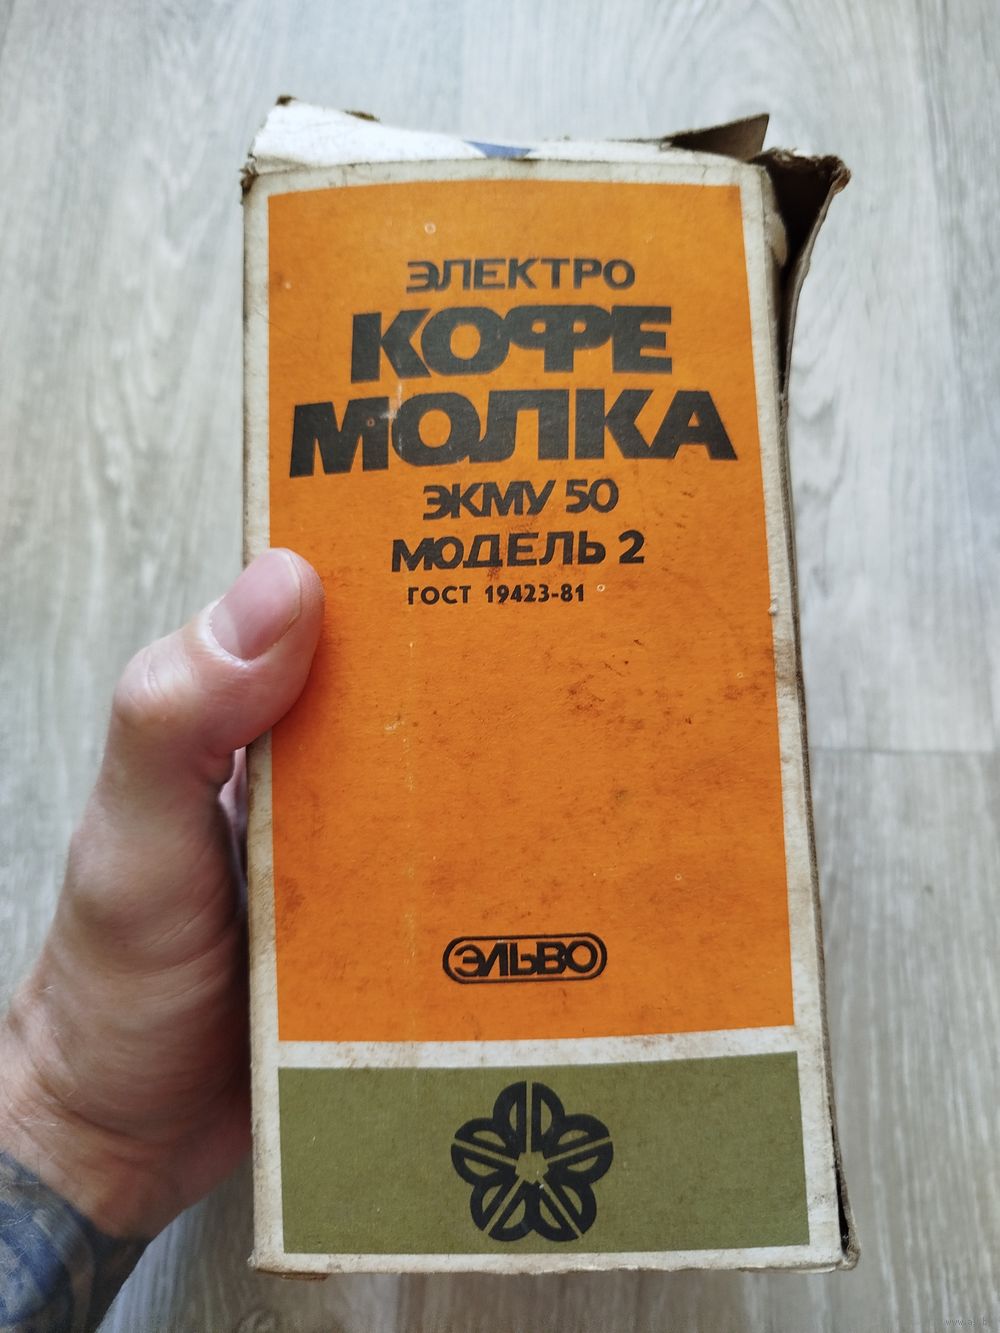 ЭЛЕКТРО
КОФЕ
МОЛКА
ЭКМУ 50
МОДЕЛЬ 2
ГОСТ 19423-81
ЭЛЬВО